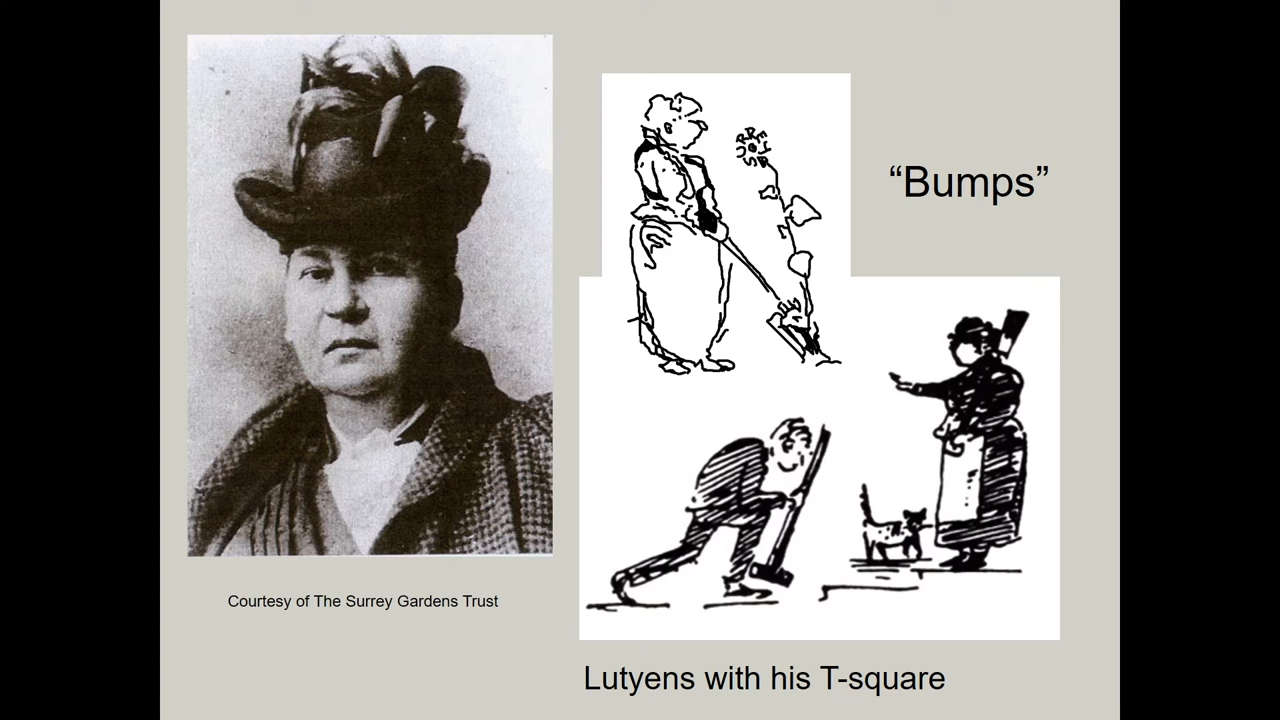 “Bumps”
Courtesy of The Surrey Gardens Trust
Lutyens with his T-square